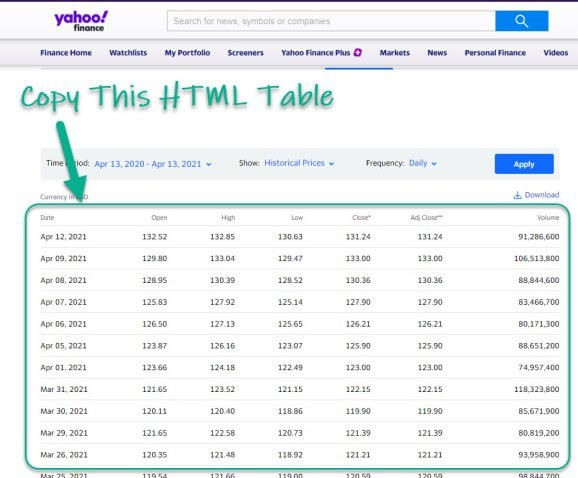 yahoo!
finance
Search for news, symbols or companies
Finance Home Watchlists My Portfolio Screeners Yahoo Finance Plus Markets News Personal Finance Videos
Copy This HTML Table
Time Period: Apr 13, 2020 - Apr 13, 2021 Show: Historical Prices Frequency: Daily Apply
Currency in USD Download
Date Open High Low Close* Adj Close** Volume
Apr 12, 2021 132.52 132.85 130.63 131.24 131.24 91,286,600
Apr 09, 2021 129.80 133.04 129.47 133.00 133.00 106,513,800
Apr 08, 2021 128.95 130.39 128.52 130.36 130.36 88,844,600
Apr 07, 2021 125.83 127.92 125.14 127.90 127.90 83,466,700
Apr 06, 2021 126.50 127.13 125.65 126.21 126.21 80,171,300
Apr 05, 2021 123.87 126.16 123.07 125.90 125.90 88,651,200
Apr 01, 2021 123.66 124.18 122.49 123.00 123.00 74,957,400
Mar 31, 2021 121.65 123.52 121.15 122.15 122.15 118,323,800
Mar 30, 2021 120.11 120.40 118.86 119.90 119.90 85,671,900
Mar 29, 2021 121.65 122.58 120.73 121.39 121.39 80,819,200
Mar 26, 2021 120.35 121.48 118.92 121.21 121.21 93,958,900
Mar 25, 2021 119.54 121.66 119.00 120.59 120.59 98,844,700